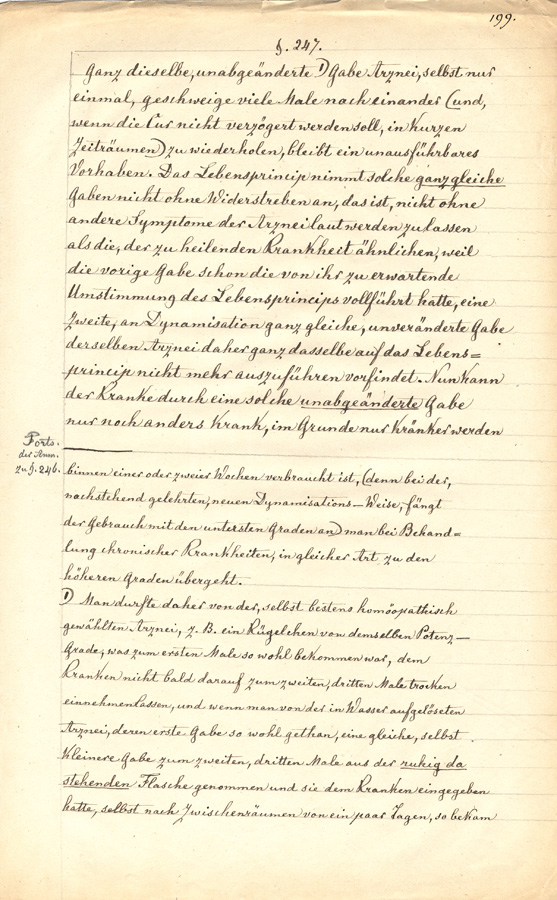 199.
§. 247.
Ganz dieselbe, unabgeänderte 1) Gabe Arznei, selbst nur
einmal, geschweige viele Male nach einander (und,
wenn die Cur nicht verzögert werden soll, in kurzen
Zeiträumen) zu wiederholen, bleibt ein unausführbares
Vorhaben. Das Lebensprincip nimmt solche ganz gleiche
Gaben nicht ohne Widerstreben an, das ist, nicht ohne
andere Symptome der Arznei laut werden zu lassen
als die, der zu heilenden Krankheit ähnlichen, weil
die vorige Gabe schon die von ihr zu erwartende
Umstimmung des Lebensprincips vollführt hatte, eine
zweite, an Dynamisation ganz gleiche, unveränderte Gabe
derselben Arznei daher ganz dasselbe auf das Lebens=
princip nicht mehr auszuführen vorfindet. Nun kann
der Kranke durch eine solche unabgeänderte Gabe
nur noch anders krank, im Grunde nur kränker werden
Forts.
der Anm.
zu §. 246.
binnen einer oder zweier Wochen verbraucht ist, (denn bei der,
nachstehend gelehrten, neuen Dynamisations-Weise, fängt
der Gebrauch mit den untersten Graden an) man bei Behand=
lung chronischer Krankheiten, in gleicher Art zu den
höheren Graden übergeht.
1) Man durfte daher von der, selbst bestens homöopathisch
gewählten Arznei, z. B. ein Kügelchen von demselben Potenz-
Grade, was zum ersten Male so wohl bekommen war, dem
Kranken nicht bald darauf zum zweiten, dritten Male trocken
einnehmen lassen, und wenn man von der in Wasser aufgelöseten
Arznei, deren erste Gabe so wohl gethan, eine gleiche, selbst
kleinere Gabe zum zweiten, dritten Male aus der ruhig da
stehenden Flasche genommen und sie dem Kranken eingegeben
hatte, selbst nach Zwischenräumen von ein paar Tagen, so bekam